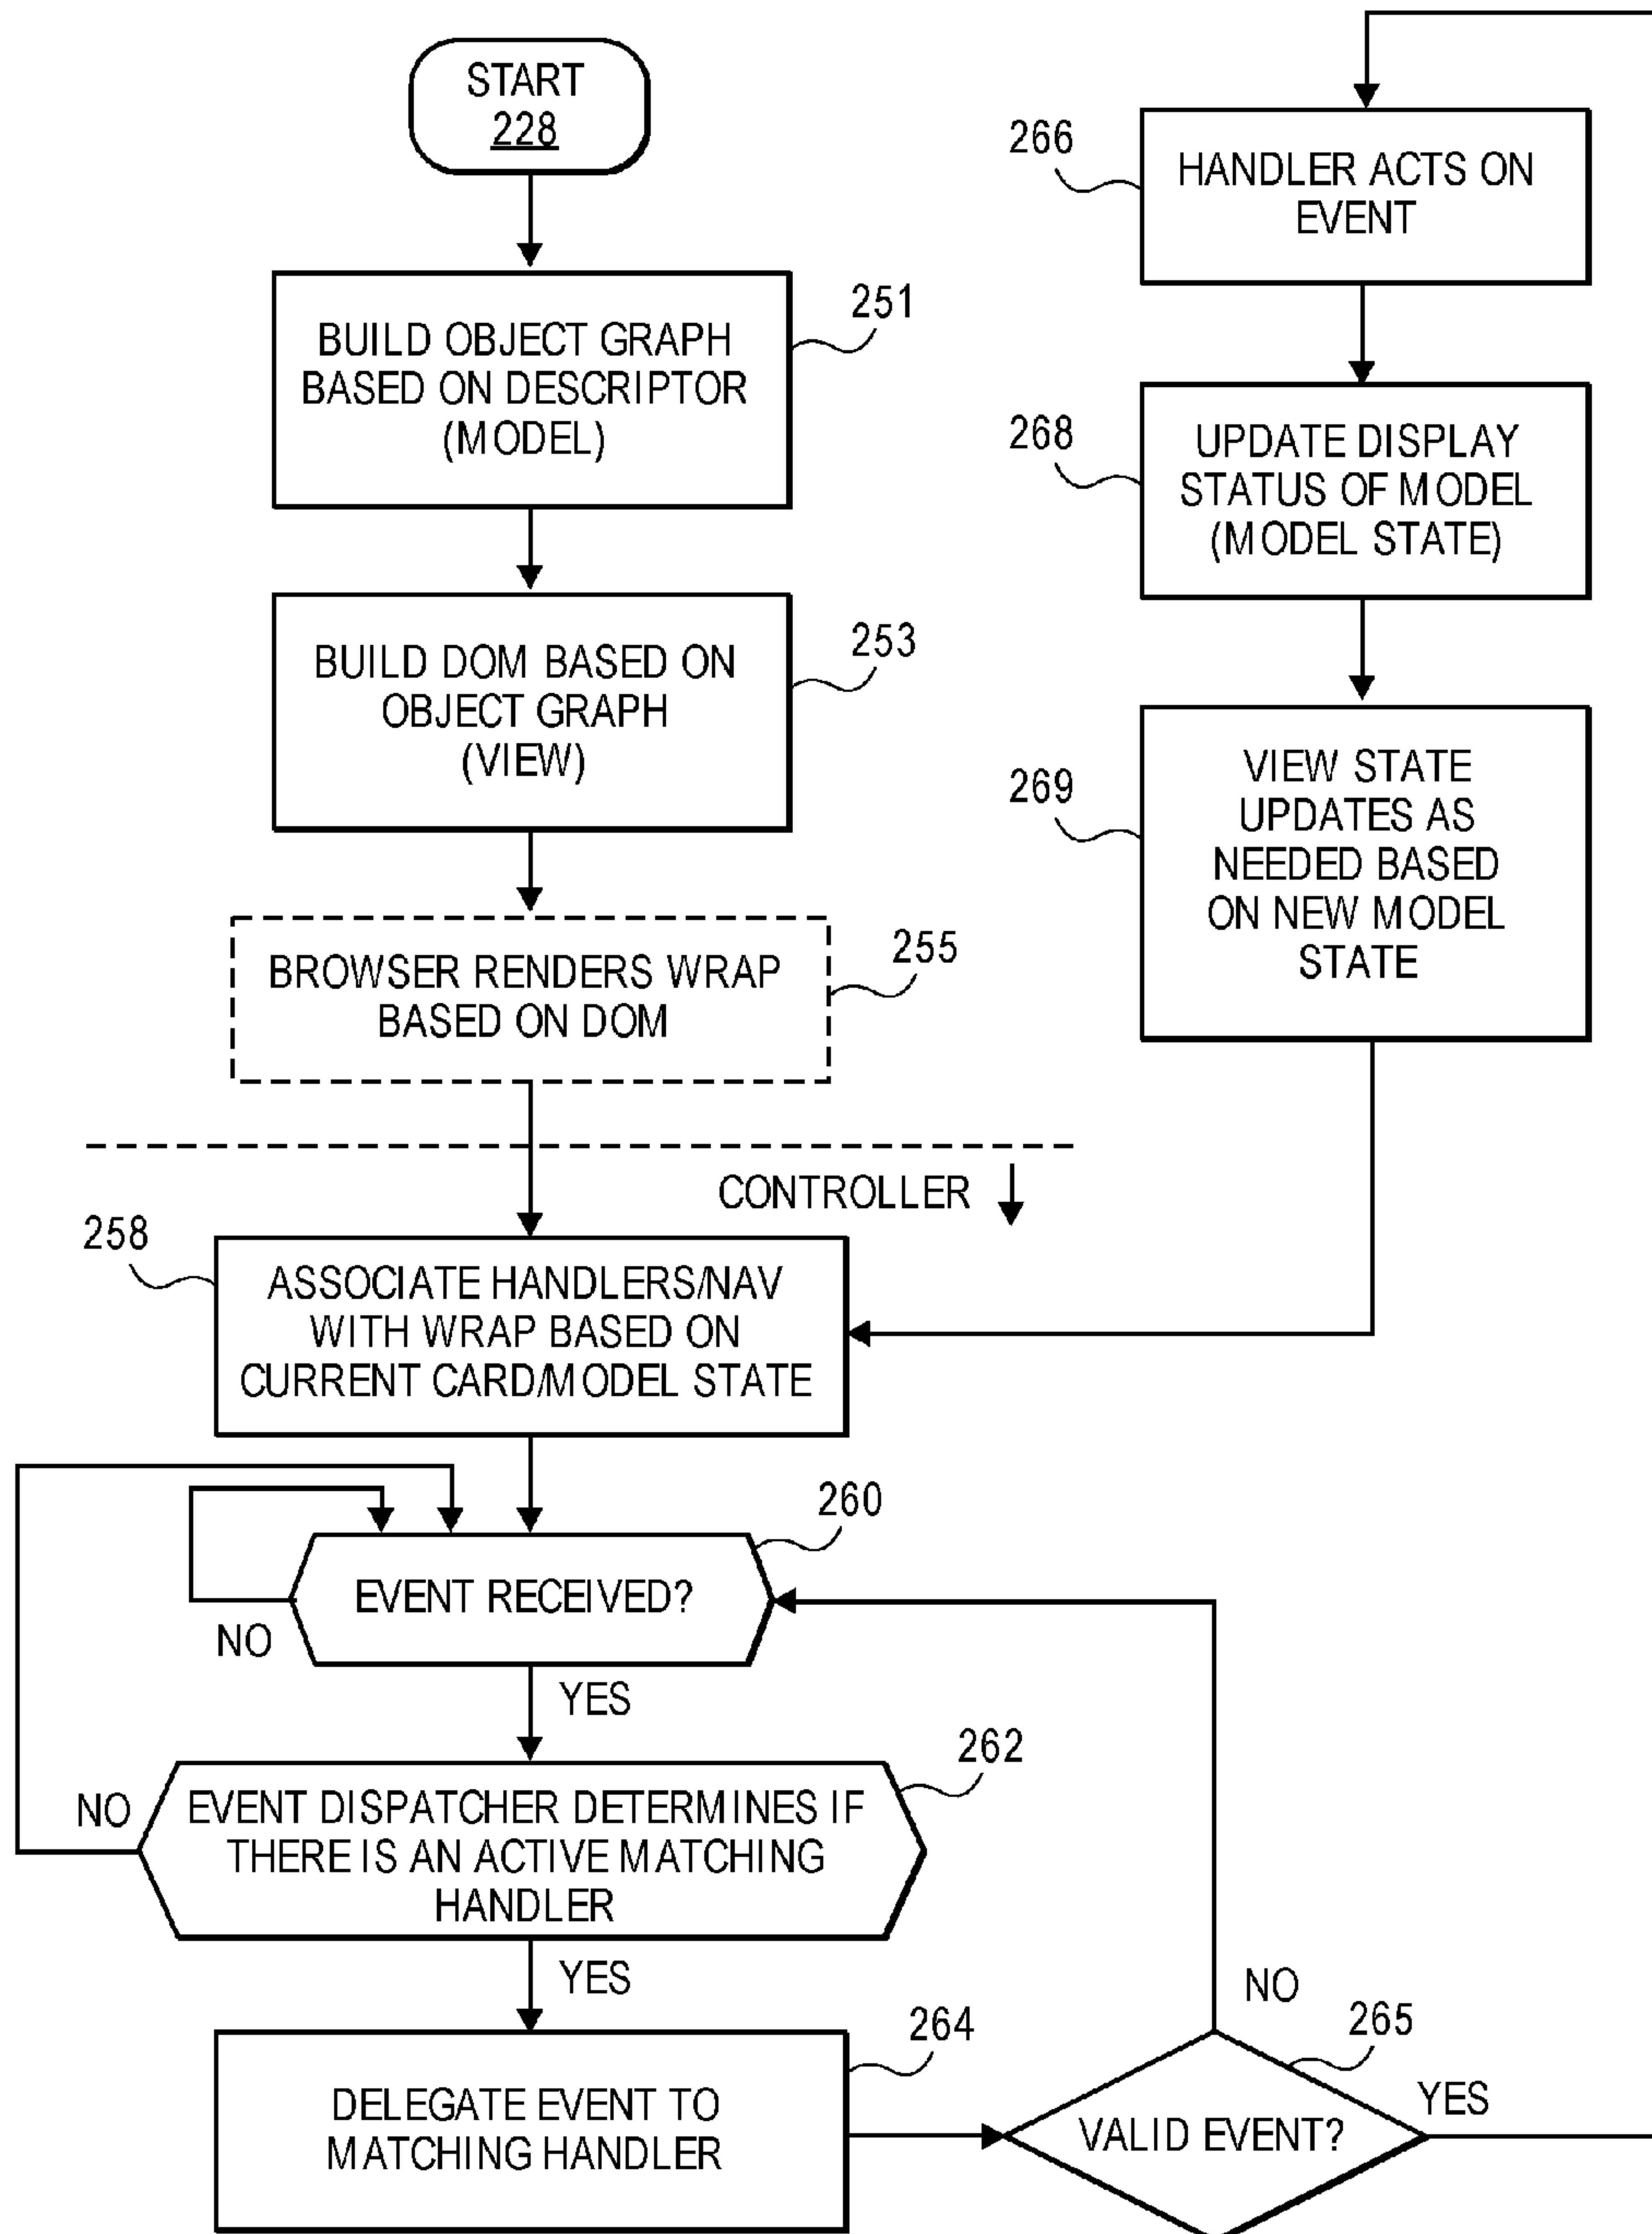 START
228
251
BUILD OBJECT GRAPH
BASED ON DESCRIPTOR
(MODEL)
253
BUILD DOM BASED ON
OBJECT GRAPH
(VIEW)
255
BROWSER RENDERS WRAP
BASED ON DOM
CONTROLLER
258
ASSOCIATE HANDLERS/NAV
WITH WRAP BASED ON
CURRENT CARD/MODEL STATE
260
EVENT RECEIVED?
NO
YES
262
NO
EVENT DISPATCHER DETERMINES IF
THERE IS AN ACTIVE MATCHING
HANDLER
YES
264
DELEGATE EVENT TO
MATCHING HANDLER
NO
265
VALID EVENT?
YES
266
HANDLER ACTS ON
EVENT
268
UPDATE DISPLAY
STATUS OF MODEL
(MODEL STATE)
269
VIEW STATE
UPDATES AS
NEEDED BASED
ON NEW MODEL
STATE